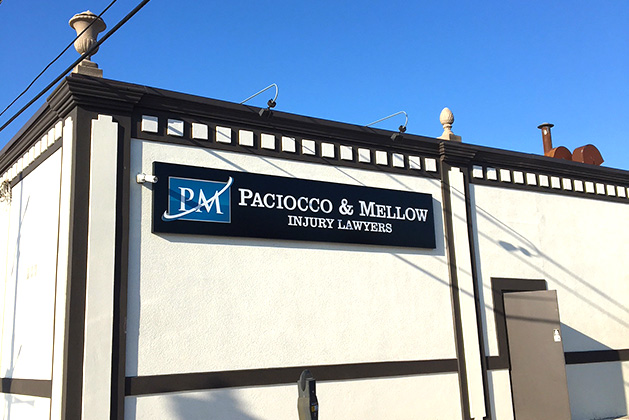 PM PACIOCCO & MELLOW
INJURY LAWYERS